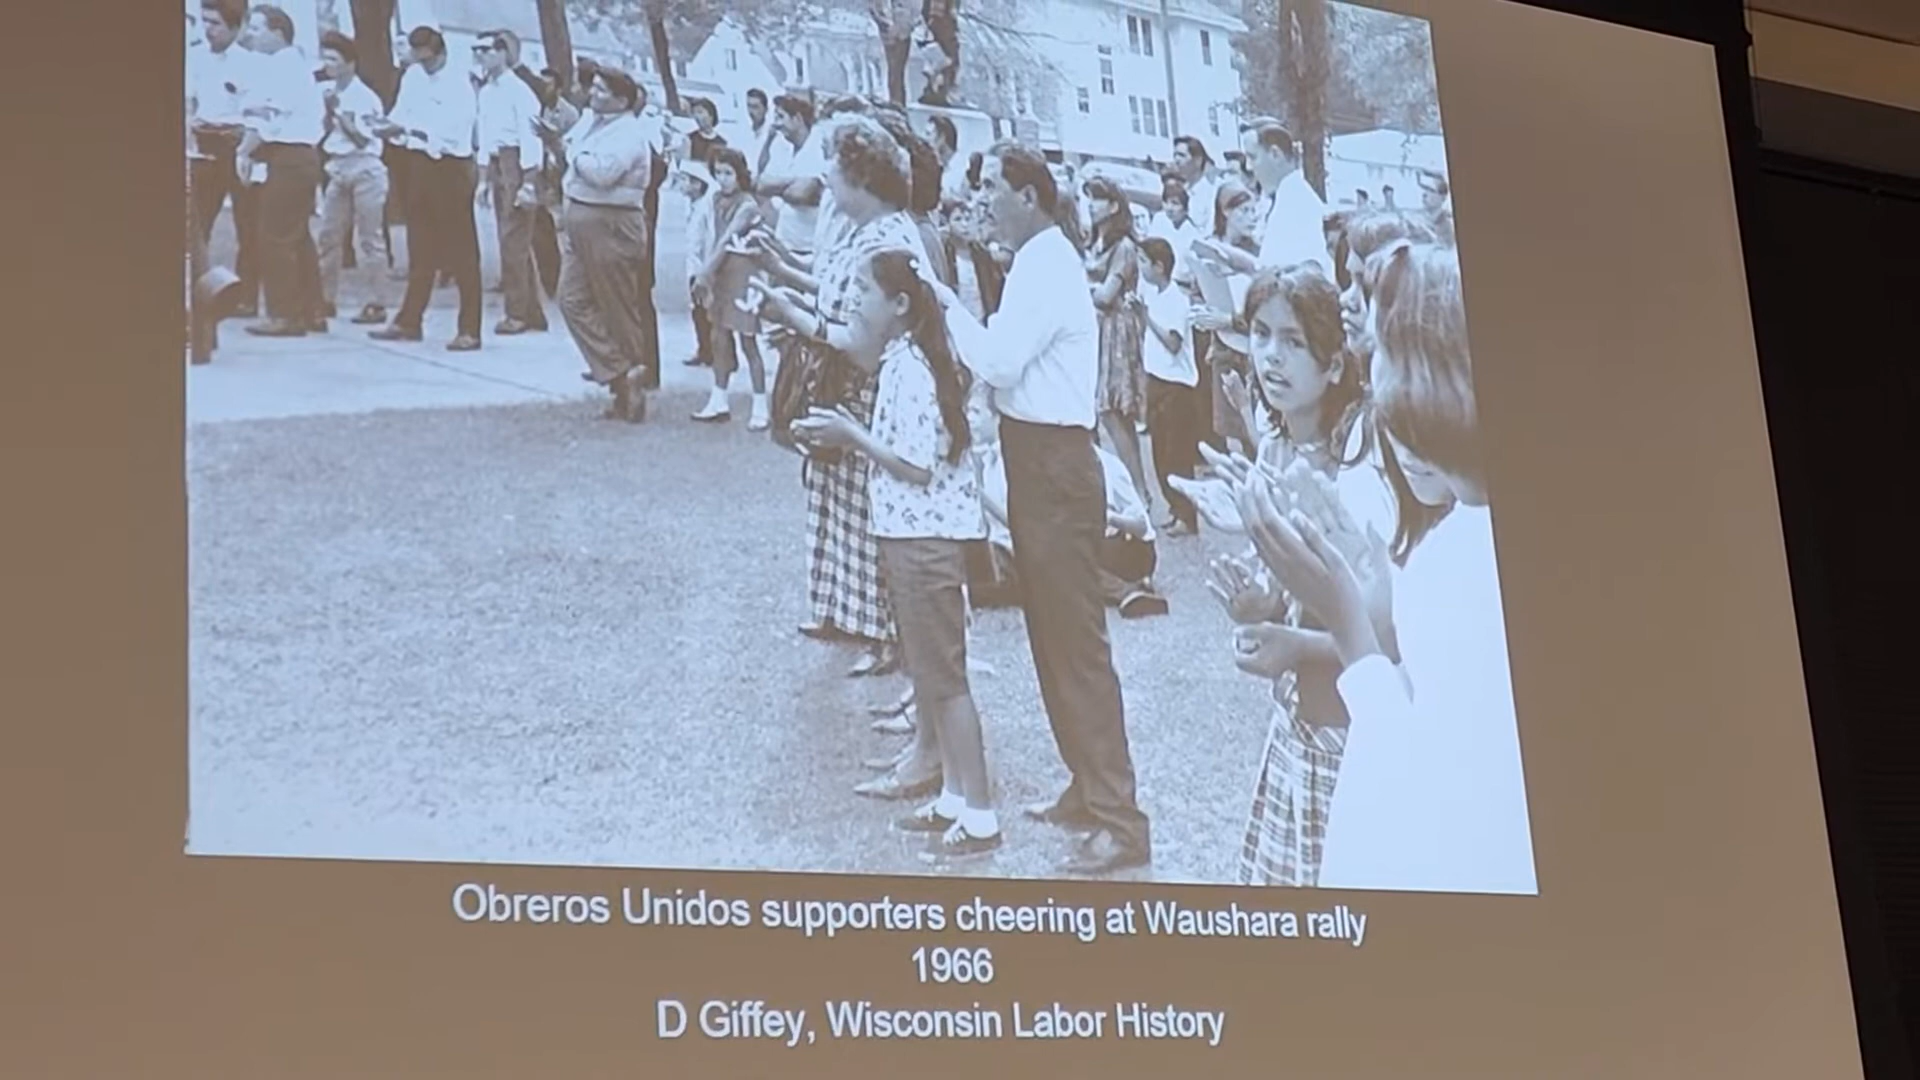 Obreros Unidos supporters cheering at Waushara rally
1966
D Giffey, Wisconsin Labor History